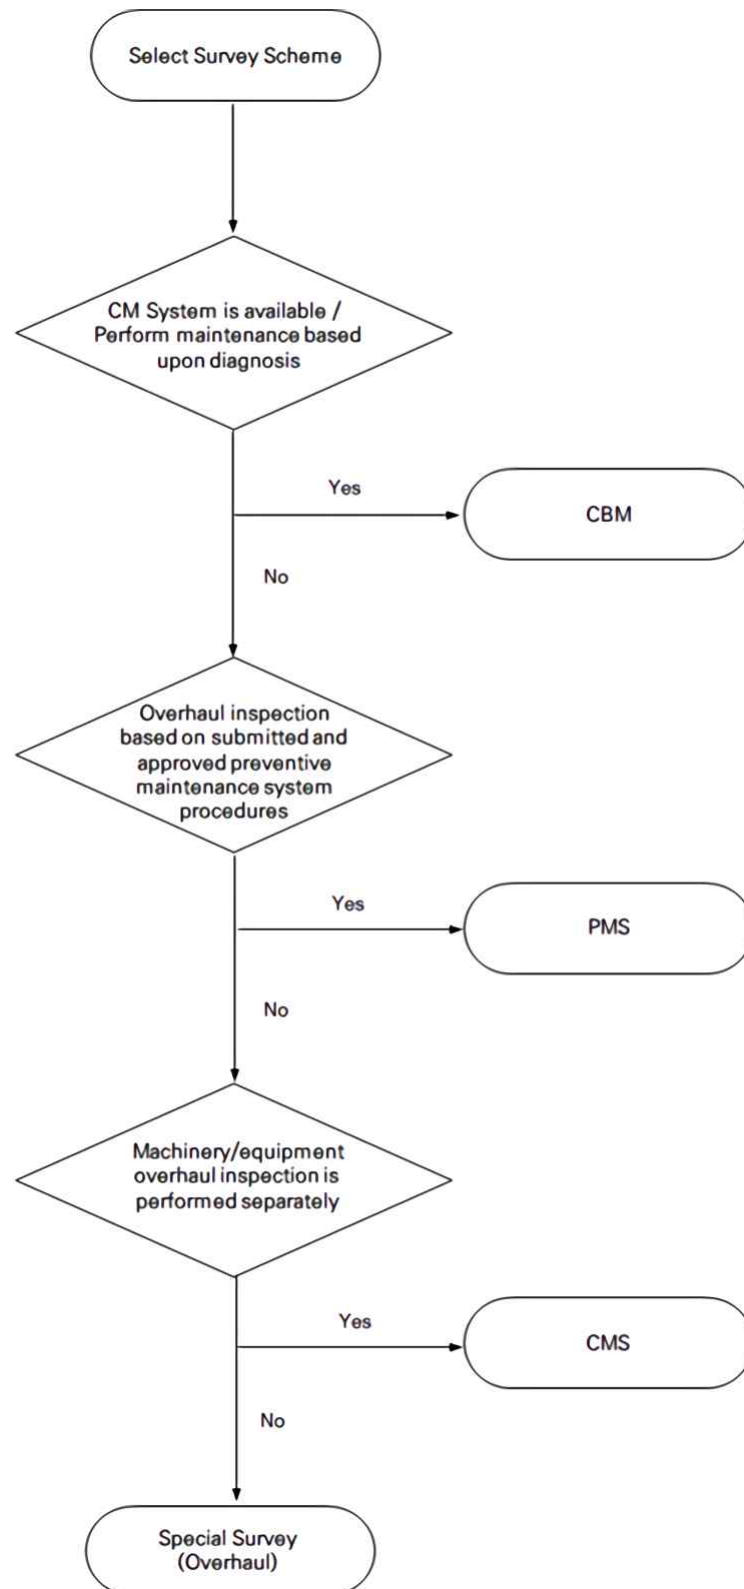 Select Survey Scheme
CM System is available /
Perform maintenance based
upon diagnosis
Yes
CBM
No
Overhaul inspection
based on submitted and
approved preventive
maintenance system
procedures
Yes
PMS
No
Machinery/equipment
overhaul inspection is
performed separately
Yes
CMS
No
Special Survey
(Overhaul)